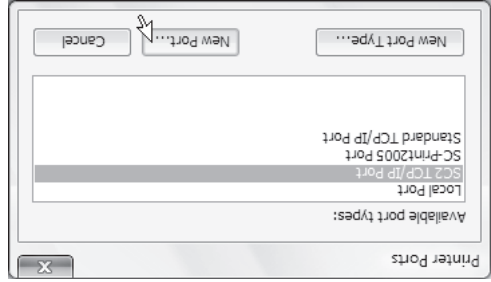 Printer Ports
Available port types:
Local Port
SC2 TCP/IP Port
SC-Print2005 Port
Standard TCP/IP Port
New Port Type... New Port... Cancel